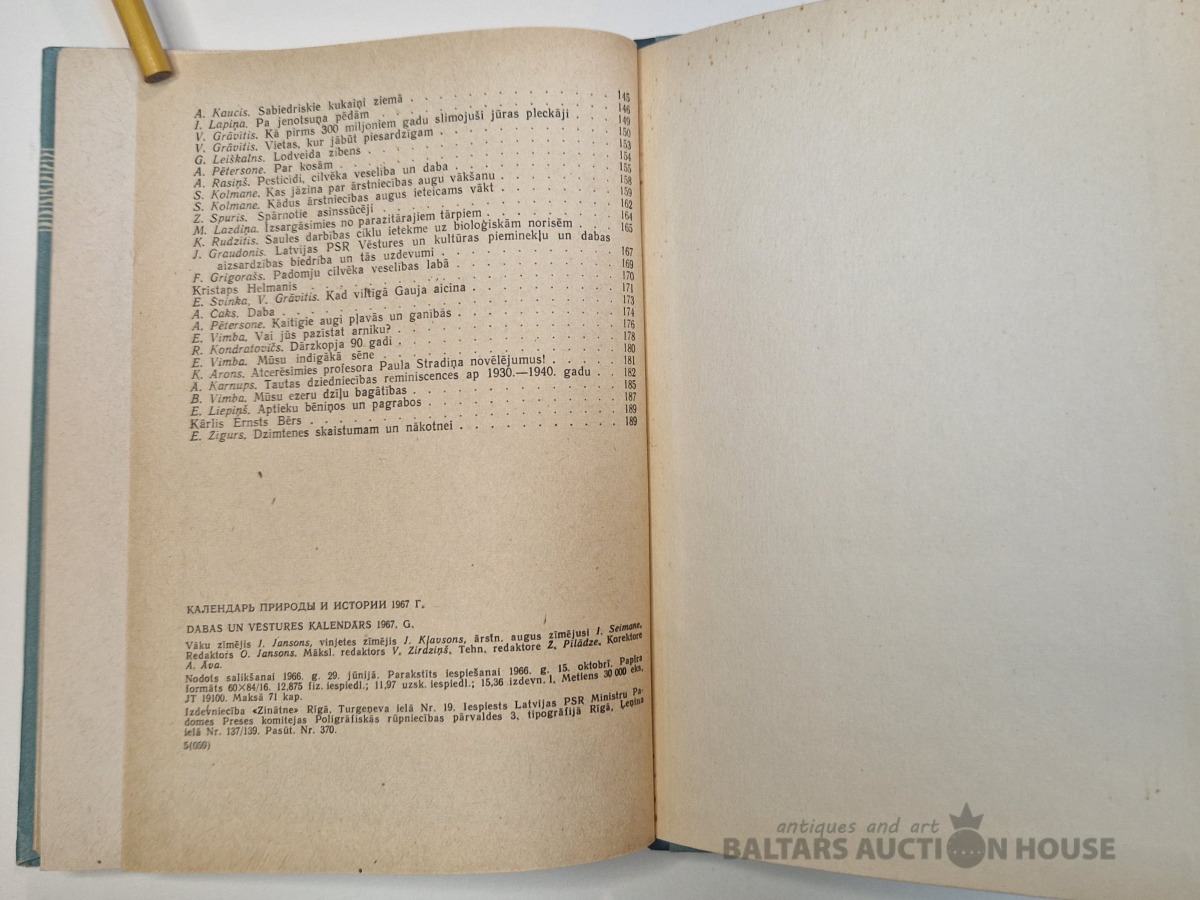 A. Kaucis. Sabiedriskie kukaiņi ziemā 145
I. Lapiņa. Pa jenotsuņa pēdām 146
V. Grāvītis. Kā pirms 300 miljoniem gadu slimojuši jūras pleckāji 149
V. Grāvītis. Vietas, kur jābūt piesardzīgam 150
G. Leiškalns. Lodveida zibens 153
A. Pētersone. Par kosām 154
A. Rasiņš. Pesticīdi, cilvēka veselība un daba 155
S. Kolmane. Kas jāzina par ārstniecības augu vākšanu 158
S. Kolmane. Kādus ārstniecības augus ieteicams vākt 159
Z. Spuris. Spārnotie asinssūcēji 162
M. Lazdiņa. Izsargāsimies no parazitārajiem tārpiem 164
K. Rudzītis. Saules darbības ciklu ietekme uz bioloģiskām norisēm 165
J. Graudonis. Latvijas PSR Vēstures un kultūras pieminekļu un dabas
aizsardzības biedrība un tās uzdevumi 167
F. Grigorašs. Padomju cilvēka veselības labā 169
Kristaps Helmanis 170
E. Svinka, V. Grāvītis. Kad viltīgā Gauja aicina 171
A. Čaks. Daba 173
A. Pētersone. Kaitīgie augi pļavās un ganībās 174
E. Vimba. Vai jūs pazīstat arniku? 176
R. Kondratovičs. Dārzkopja 90 gadi 178
E. Vimba. Mūsu indīgākā sēne 180
K. Arons. Atcerēsimies profesora Paula Stradiņa novēlējumus! 181
A. Karnups. Tautas dziedniecības reminiscences ap 1930.—1940. gadu 182
B. Vimba. Mūsu ezeru dzīļu bagātības 185
E. Liepiņš. Aptieku bēniņos un pagrabos 187
Kārlis Ernsts Bērs 189
E. Zigurs. Dzimtenes skaistumam un nākotnei 189
КАЛЕНДАРЬ ПРИРОДЫ И ИСТОРИИ 1967 Г.
DABAS UN VĒSTURES KALENDĀRS 1967. G.
Vāku zīmējis I. Jansons, vinjetes zīmējis J. Kļavsons, ārstn. augus zīmējusi I. Seimane.
Redaktors O. Jansons. Māksl. redaktors V. Zirdziņš. Tehn. redaktore Z. Pilādze. Korektore
A. Āva.
Nodots salikšanai 1966. g. 29. jūnijā. Parakstīts iespiešanai 1966. g. 15. oktobrī. Papīra
formāts 60×84/16. 12,875 fiz. iespiedl.; 11,97 uzsk. iespiedl.; 15,36 izdevn. l. Metiens 30 000 eks.
JT 19100. Maksā 71 kap.
Izdevniecība «Zinātne» Rīgā, Turgeņeva ielā Nr. 19. Iespiests Latvijas PSR Ministru Pa-
domes Preses komitejas Poligrāfiskās rūpniecības pārvaldes 3. tipogrāfijā Rīgā, Ļeņina
ielā Nr. 137/139. Pasūt. Nr. 370.
5(059)
antiques and art
BALTARS AUCTION HOUSE